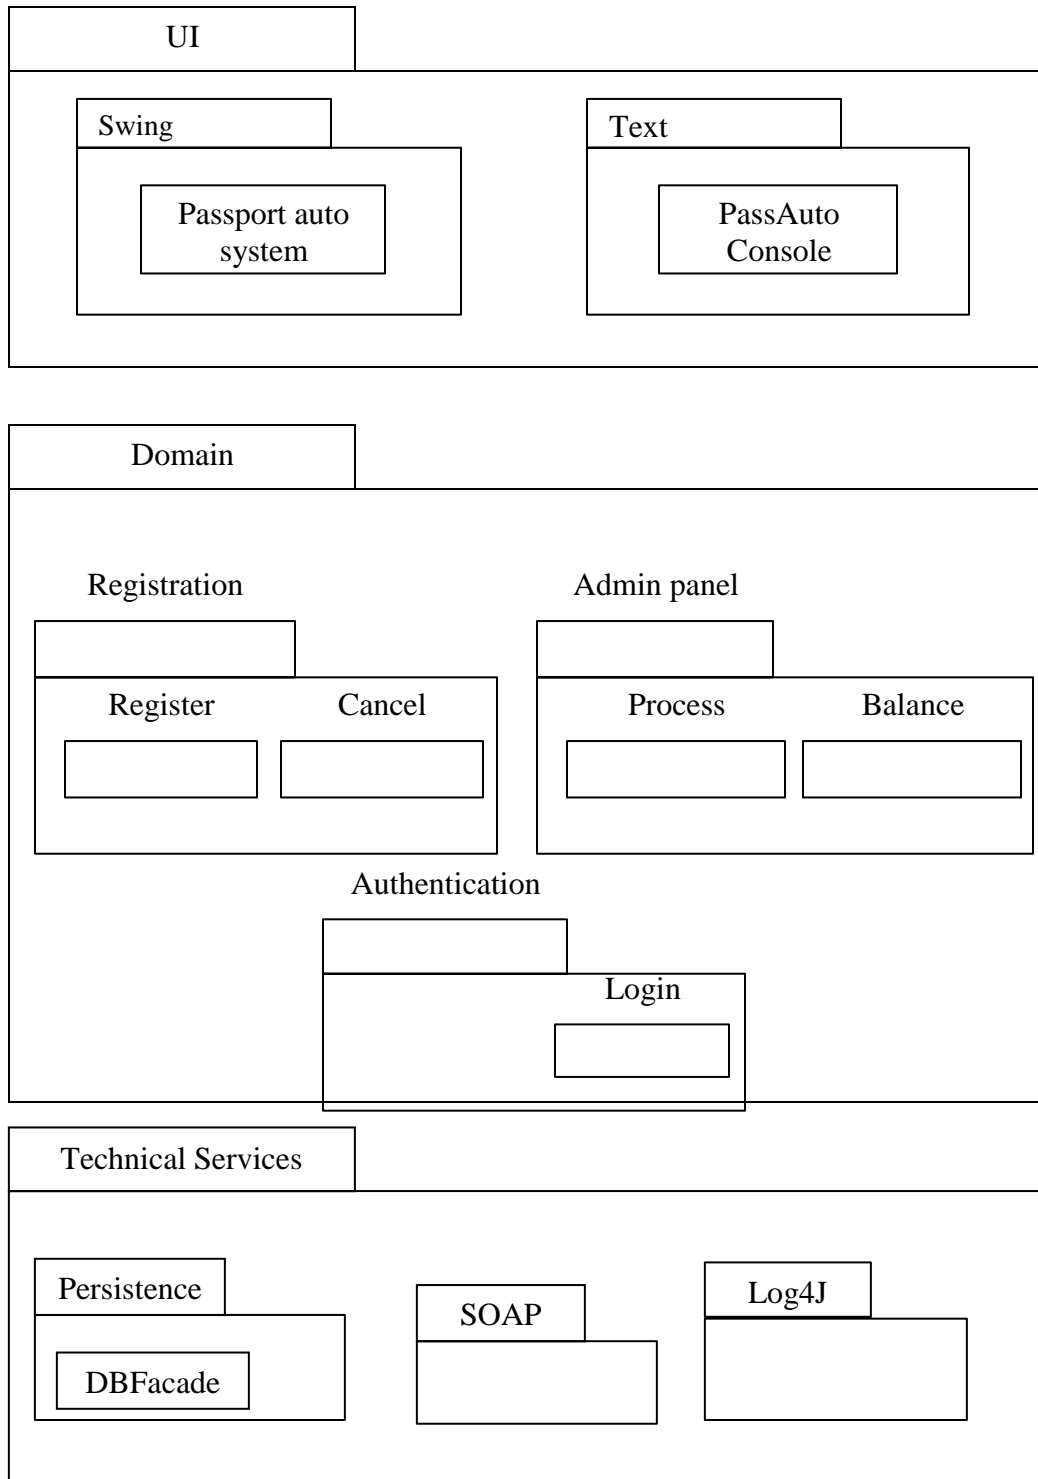 UI
Swing
Text
Passport auto
system
PassAuto
Console
Domain
Registration
Admin panel
Register
Cancel
Process
Balance
Authentication
Login
Technical Services
Persistence
SOAP
Log4J
DBFacade